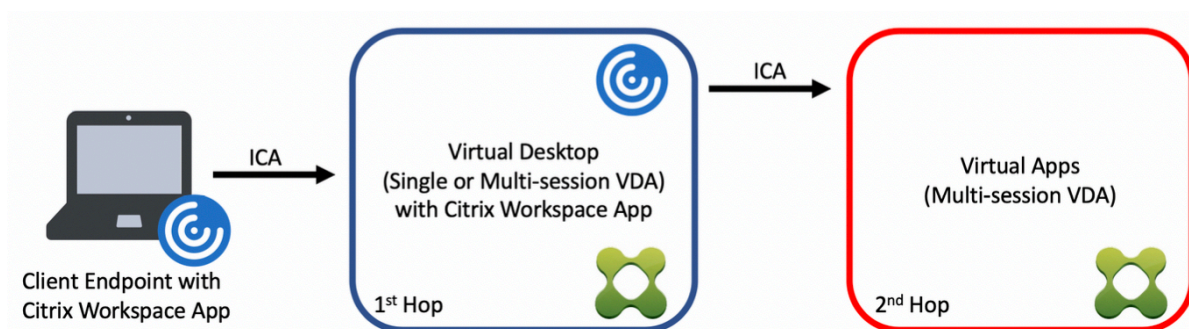 Client Endpoint with
Citrix Workspace App
ICA
Virtual Desktop
(Single or Multi-session VDA)
with Citrix Workspace App
1st Hop
ICA
Virtual Apps
(Multi-session VDA)
2nd Hop